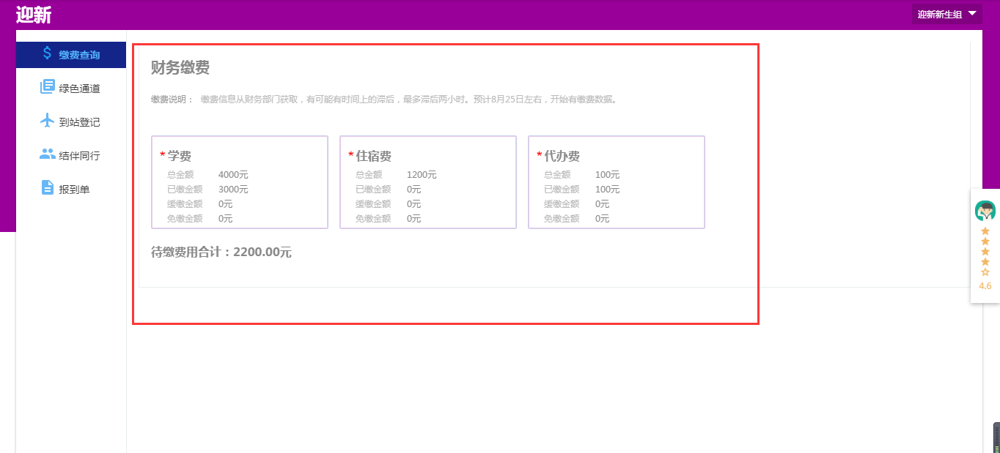 迎新
迎新新生组
缴费查询
绿色通道
到站登记
结伴同行
报到单
财务缴费
缴费说明： 缴费信息从财务部门获取，有可能有时间上的滞后，最多滞后两小时。预计8月25日左右，开始有缴费数据。
*学费
总金额 4000元
已缴金额 3000元
缓缴金额 0元
免缴金额 0元
*住宿费
总金额 1200元
已缴金额 0元
缓缴金额 0元
免缴金额 0元
*代办费
总金额 100元
已缴金额 100元
缓缴金额 0元
免缴金额 0元
待缴费用合计：2200.00元
4.6